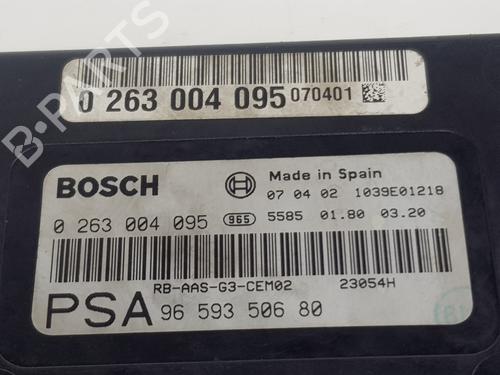 0 263 004 095 070401
BOSCH
Made in Spain
07 04 02 1039E01218
0 263 004 095 965 5585 01.80 03.20
RB-AAS-G3-CEM02 23054H
PSA 96 593 506 80
B-PARTS